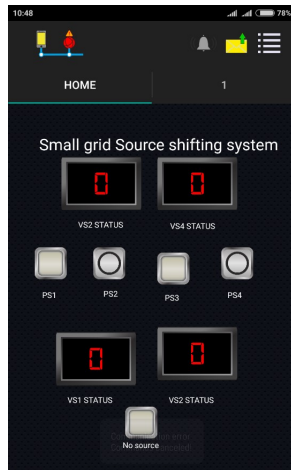 10:48
78%
HOME
1
Small grid Source shifting system
0
0
VS2 STATUS
VS4 STATUS
PS1
PS2
PS3
PS4
0
0
VS1 STATUS
VS2 STATUS
No source